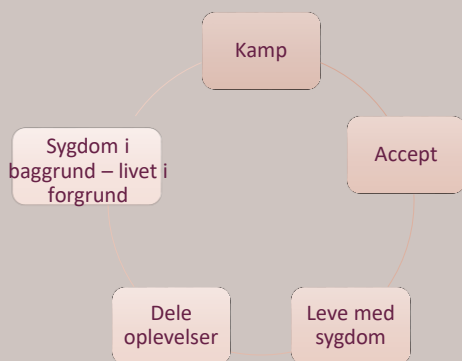 Kamp
Accept
Leve med
sygdom
Dele
oplevelser
Sygdom i
baggrund – livet i
forgrund